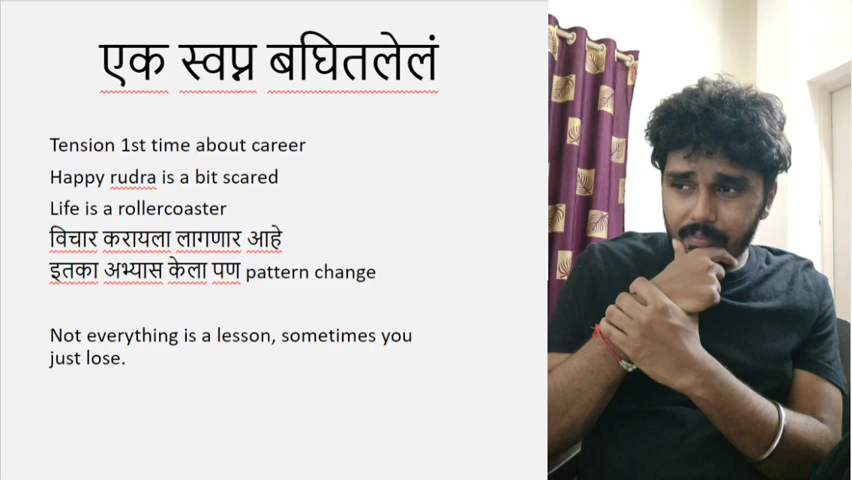 एक स्वप्न बघितलेलं
Tension 1st time about career
Happy rudra is a bit scared
Life is a rollercoaster
विचार करायला लागणार आहे
इतका अभ्यास केला पण pattern change
Not everything is a lesson, sometimes you
just lose.